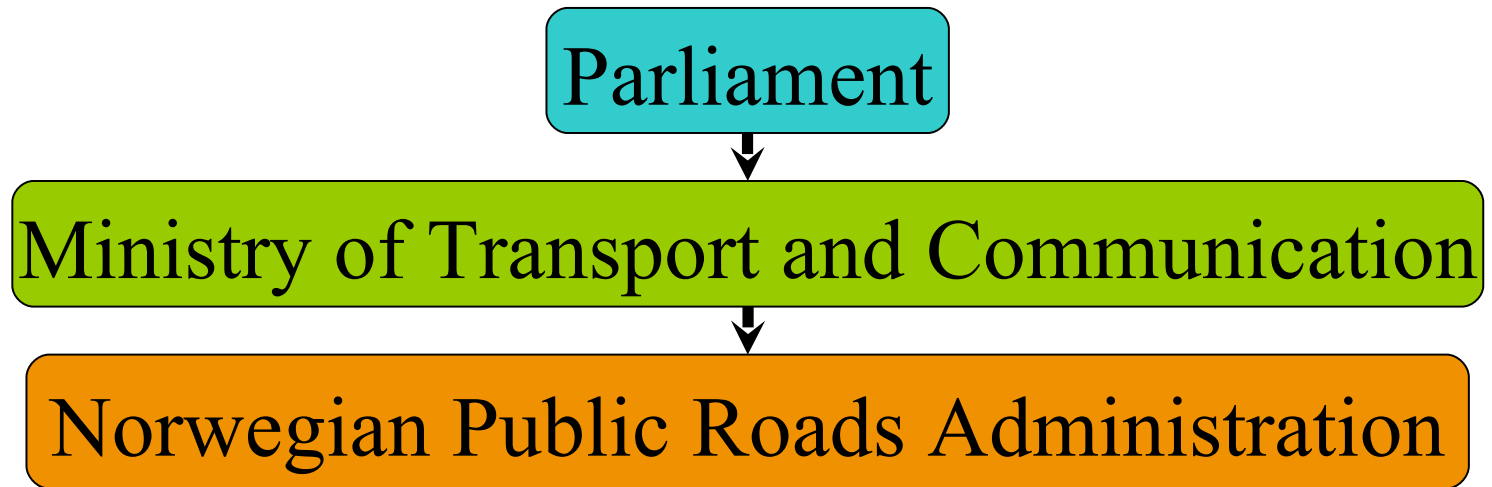 Parliament
Ministry of Transport and Communication
Norwegian Public Roads Administration